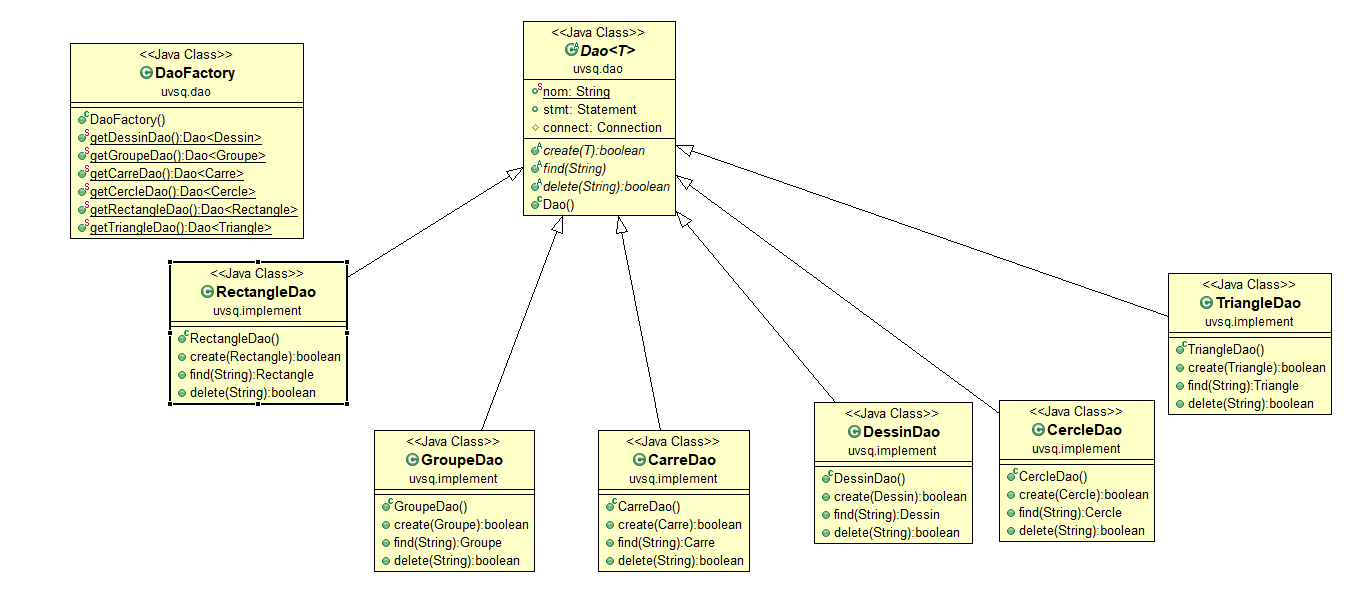 <<Java Class>>
DaoFactory
uvsq.dao
DaoFactory()
getDessinDao():Dao<Dessin>
getGroupeDao():Dao<Groupe>
getCarreDao():Dao<Carre>
getCercleDao():Dao<Cercle>
getRectangleDao():Dao<Rectangle>
getTriangleDao():Dao<Triangle>
<<Java Class>>
Dao<T>
uvsq.dao
nom: String
stmt: Statement
connect: Connection
create(T):boolean
find(String)
delete(String):boolean
Dao()
<<Java Class>>
RectangleDao
uvsq.implement
RectangleDao()
create(Rectangle):boolean
find(String):Rectangle
delete(String):boolean
<<Java Class>>
GroupeDao
uvsq.implement
GroupeDao()
create(Groupe):boolean
find(String):Groupe
delete(String):boolean
<<Java Class>>
CarreDao
uvsq.implement
CarreDao()
create(Carre):boolean
find(String):Carre
delete(String):boolean
<<Java Class>>
DessinDao
uvsq.implement
DessinDao()
create(Dessin):boolean
find(String):Dessin
delete(String):boolean
<<Java Class>>
CercleDao
uvsq.implement
CercleDao()
create(Cercle):boolean
find(String):Cercle
delete(String):boolean
<<Java Class>>
TriangleDao
uvsq.implement
TriangleDao()
create(Triangle):boolean
find(String):Triangle
delete(String):boolean